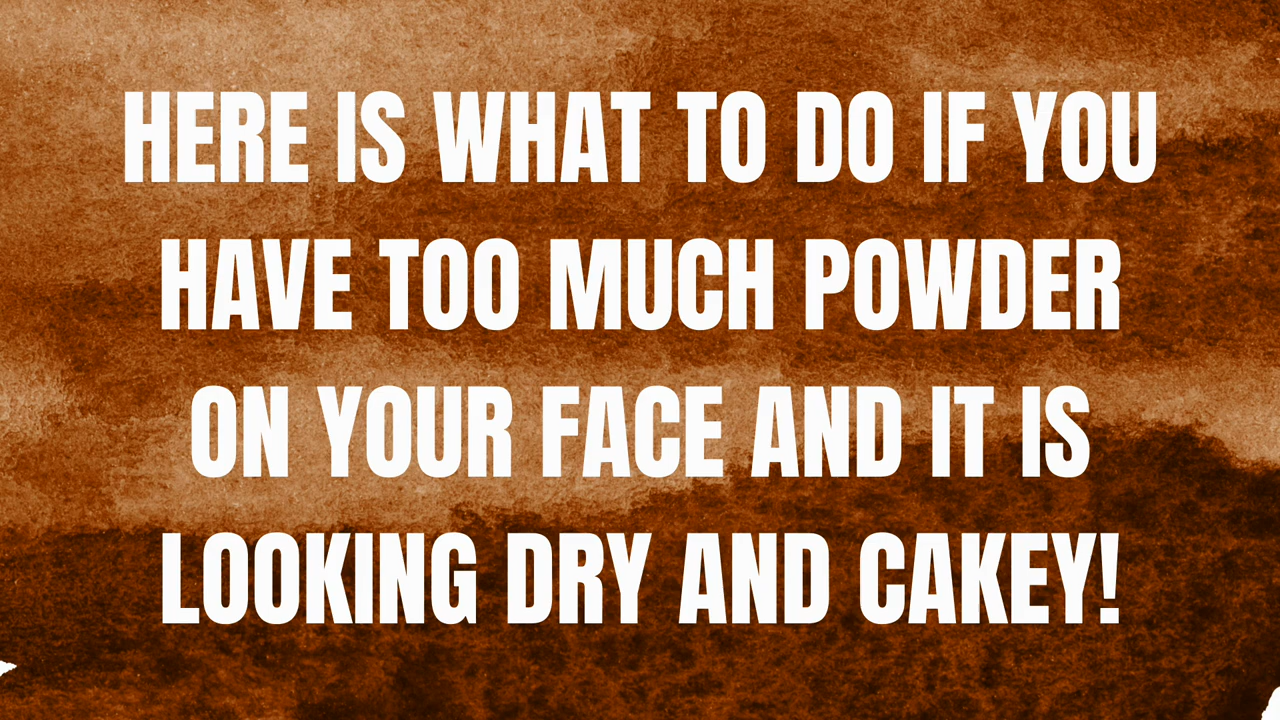 HERE IS WHAT TO DO IF YOU
HAVE TOO MUCH POWDER
ON YOUR FACE AND IT IS
LOOKING DRY AND CAKEY!